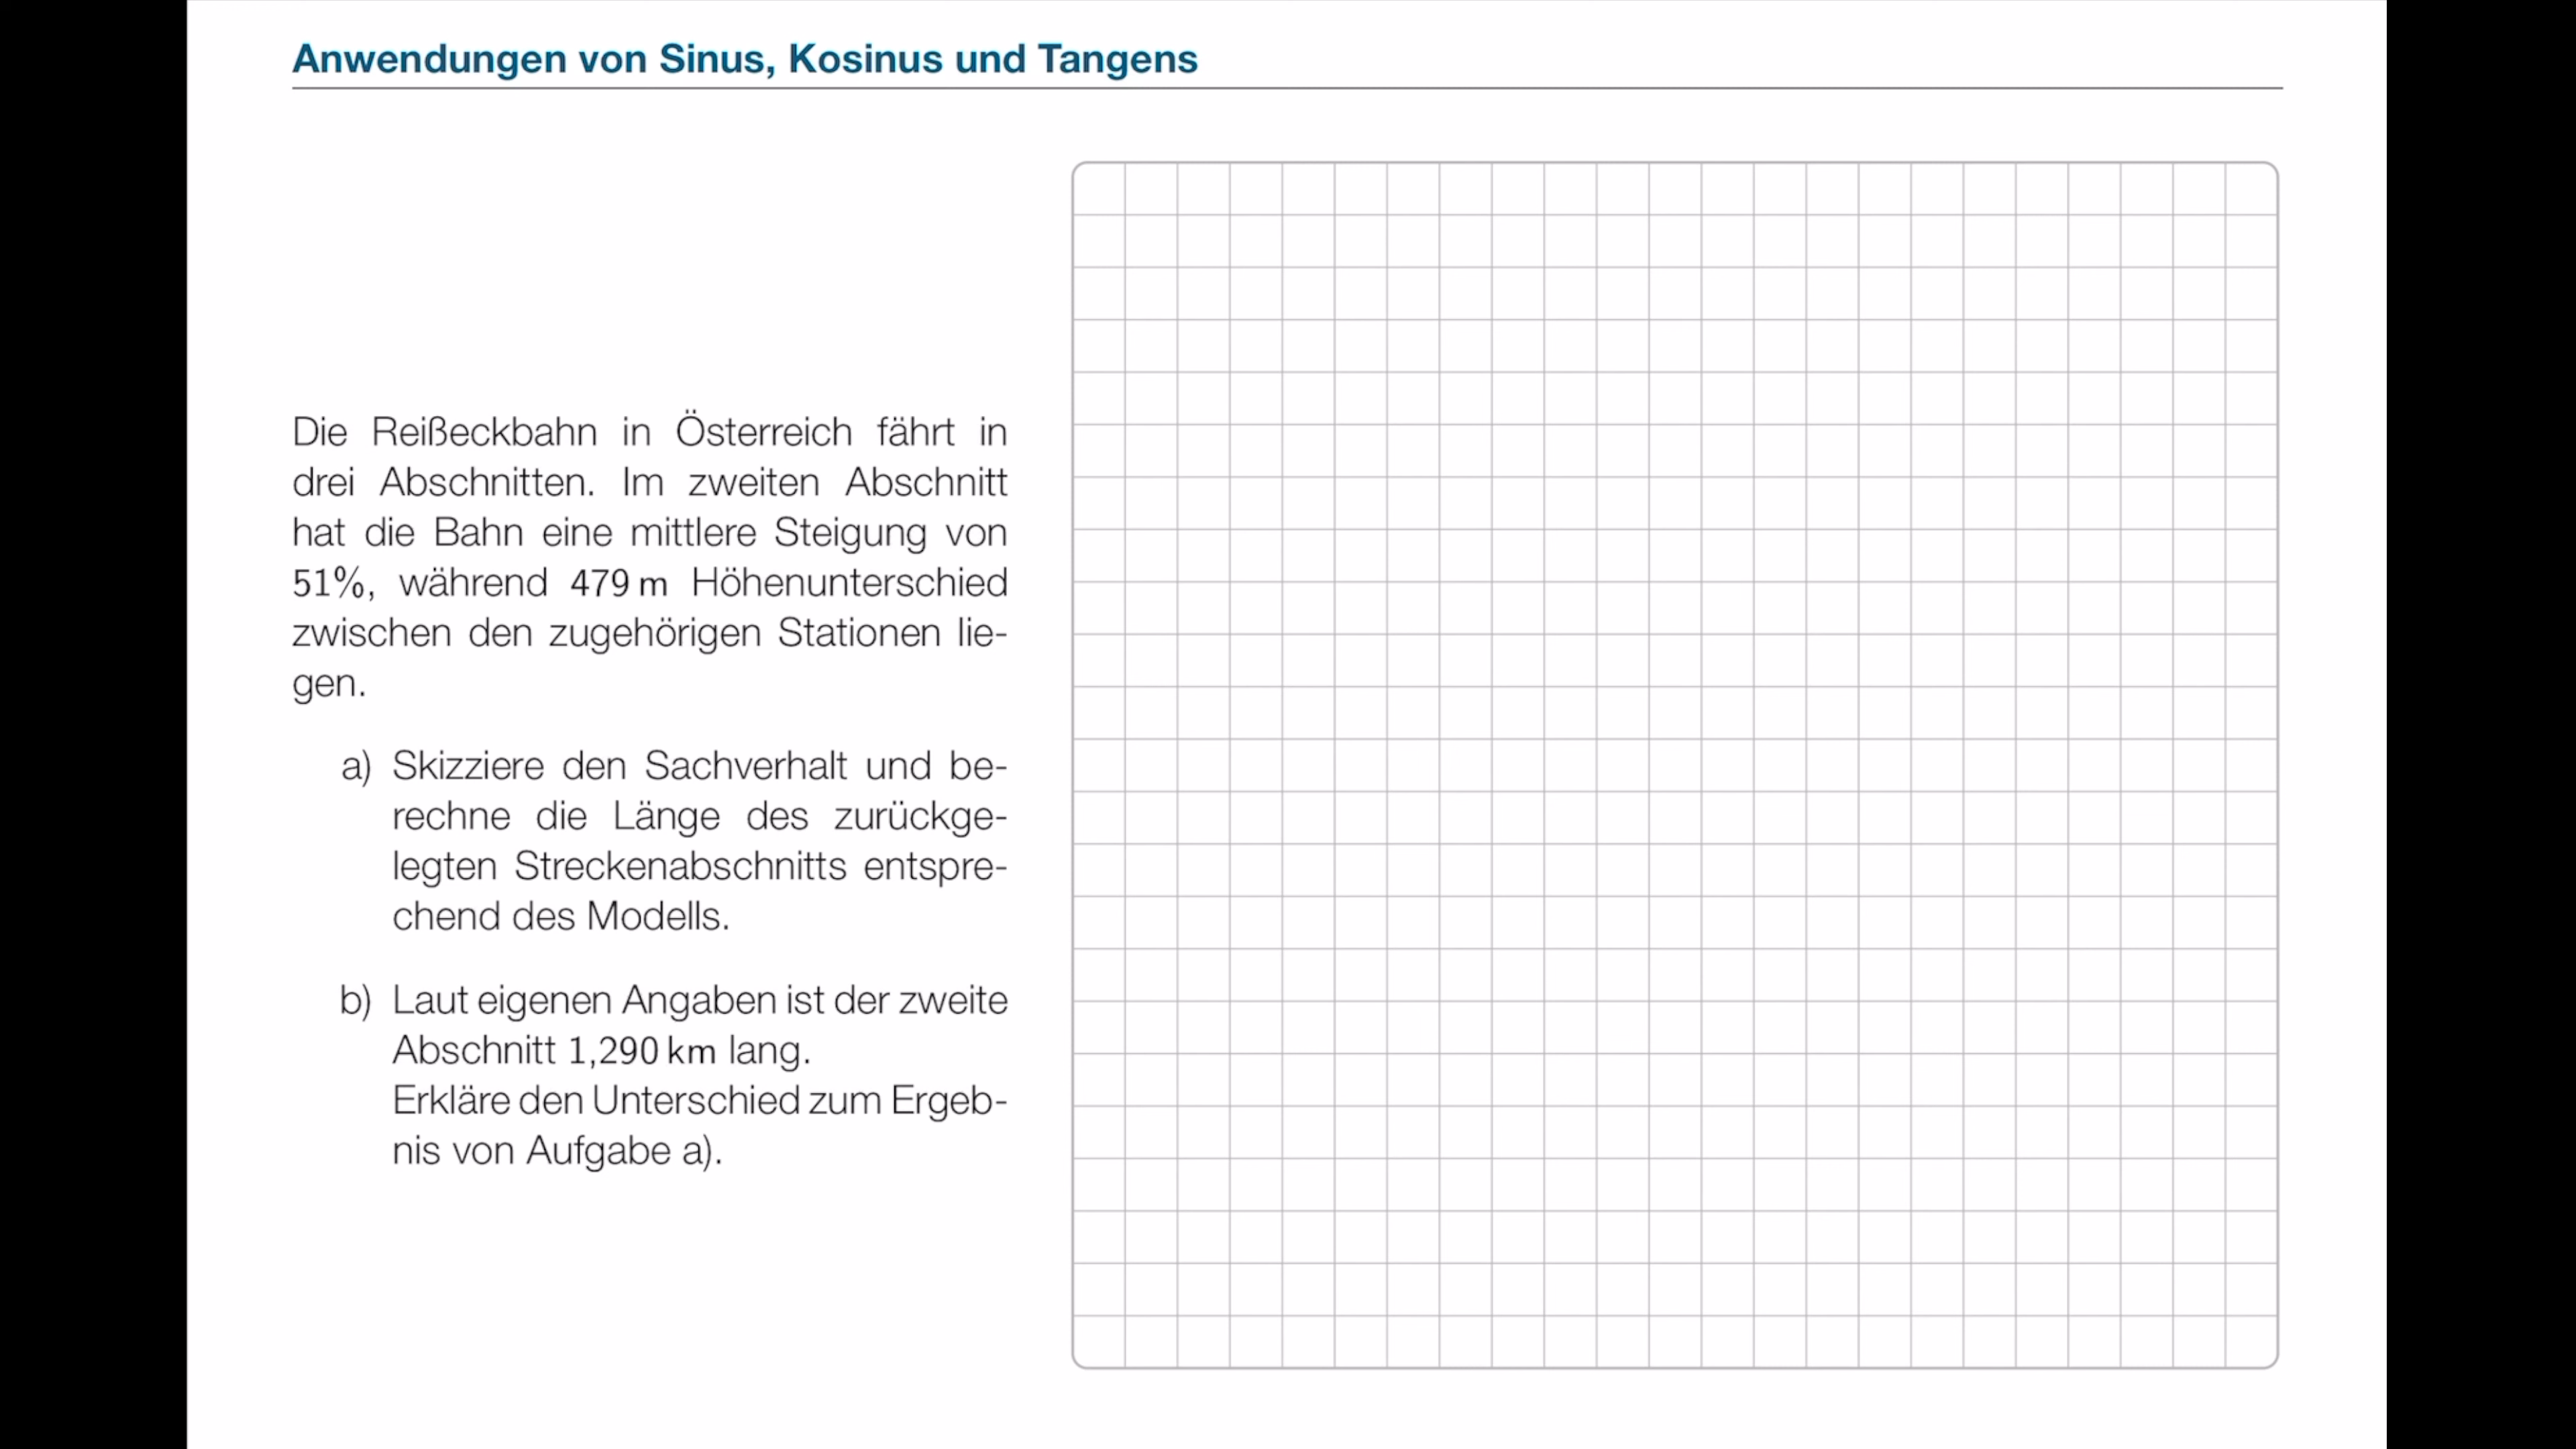 Anwendungen von Sinus, Kosinus und Tangens
Die Reißeckbahn in Österreich fährt in
drei Abschnitten. Im zweiten Abschnitt
hat die Bahn eine mittlere Steigung von
51%, während 479 m Höhenunterschied
zwischen den zugehörigen Stationen lie-
gen.
a) Skizziere den Sachverhalt und be-
rechne die Länge des zurückge-
legten Streckenabschnitts entspre-
chend des Modells.
b) Laut eigenen Angaben ist der zweite
Abschnitt 1,290 km lang.
Erkläre den Unterschied zum Ergeb-
nis von Aufgabe a).